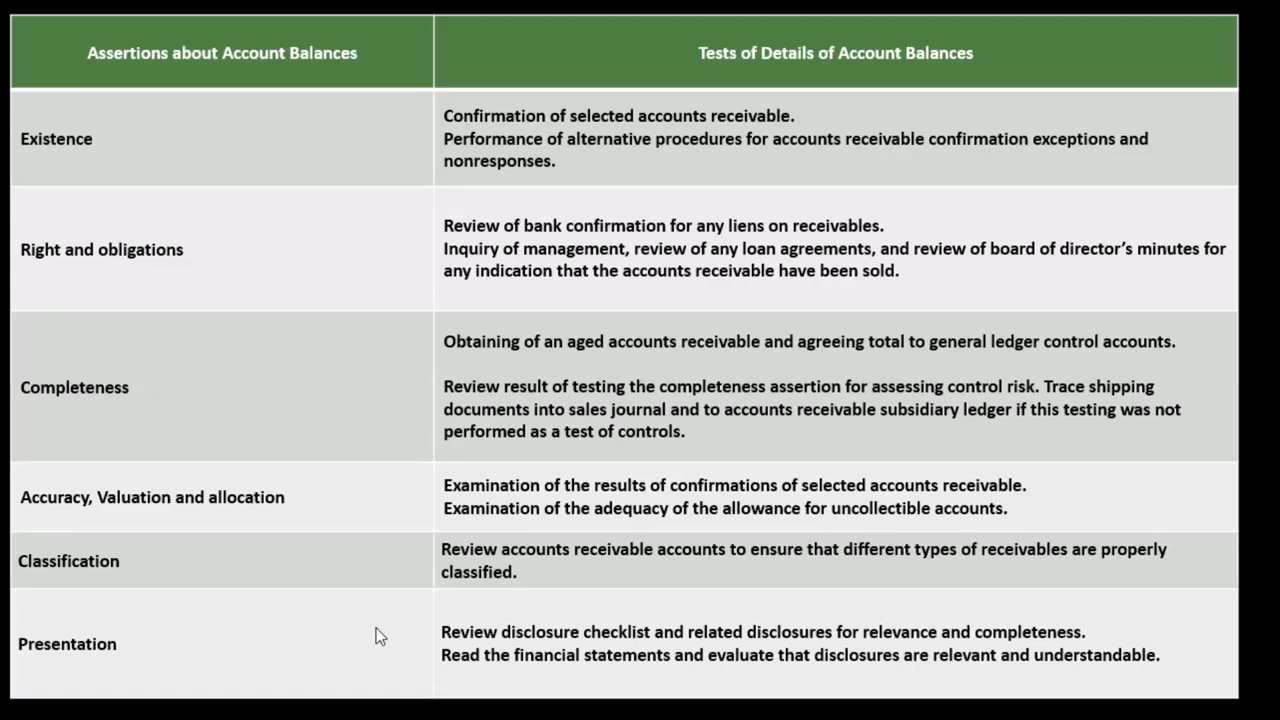 Assertions about Account Balances
Tests of Details of Account Balances
Existence
Confirmation of selected accounts receivable.
Performance of alternative procedures for accounts receivable confirmation exceptions and
nonresponses.
Right and obligations
Review of bank confirmation for any liens on receivables.
Inquiry of management, review of any loan agreements, and review of board of director’s minutes for
any indication that the accounts receivable have been sold.
Completeness
Obtaining of an aged accounts receivable and agreeing total to general ledger control accounts.
Review result of testing the completeness assertion for assessing control risk. Trace shipping
documents into sales journal and to accounts receivable subsidiary ledger if this testing was not
performed as a test of controls.
Accuracy, Valuation and allocation
Examination of the results of confirmations of selected accounts receivable.
Examination of the adequacy of the allowance for uncollectible accounts.
Classification
Review accounts receivable accounts to ensure that different types of receivables are properly
classified.
Presentation
Review disclosure checklist and related disclosures for relevance and completeness.
Read the financial statements and evaluate that disclosures are relevant and understandable.